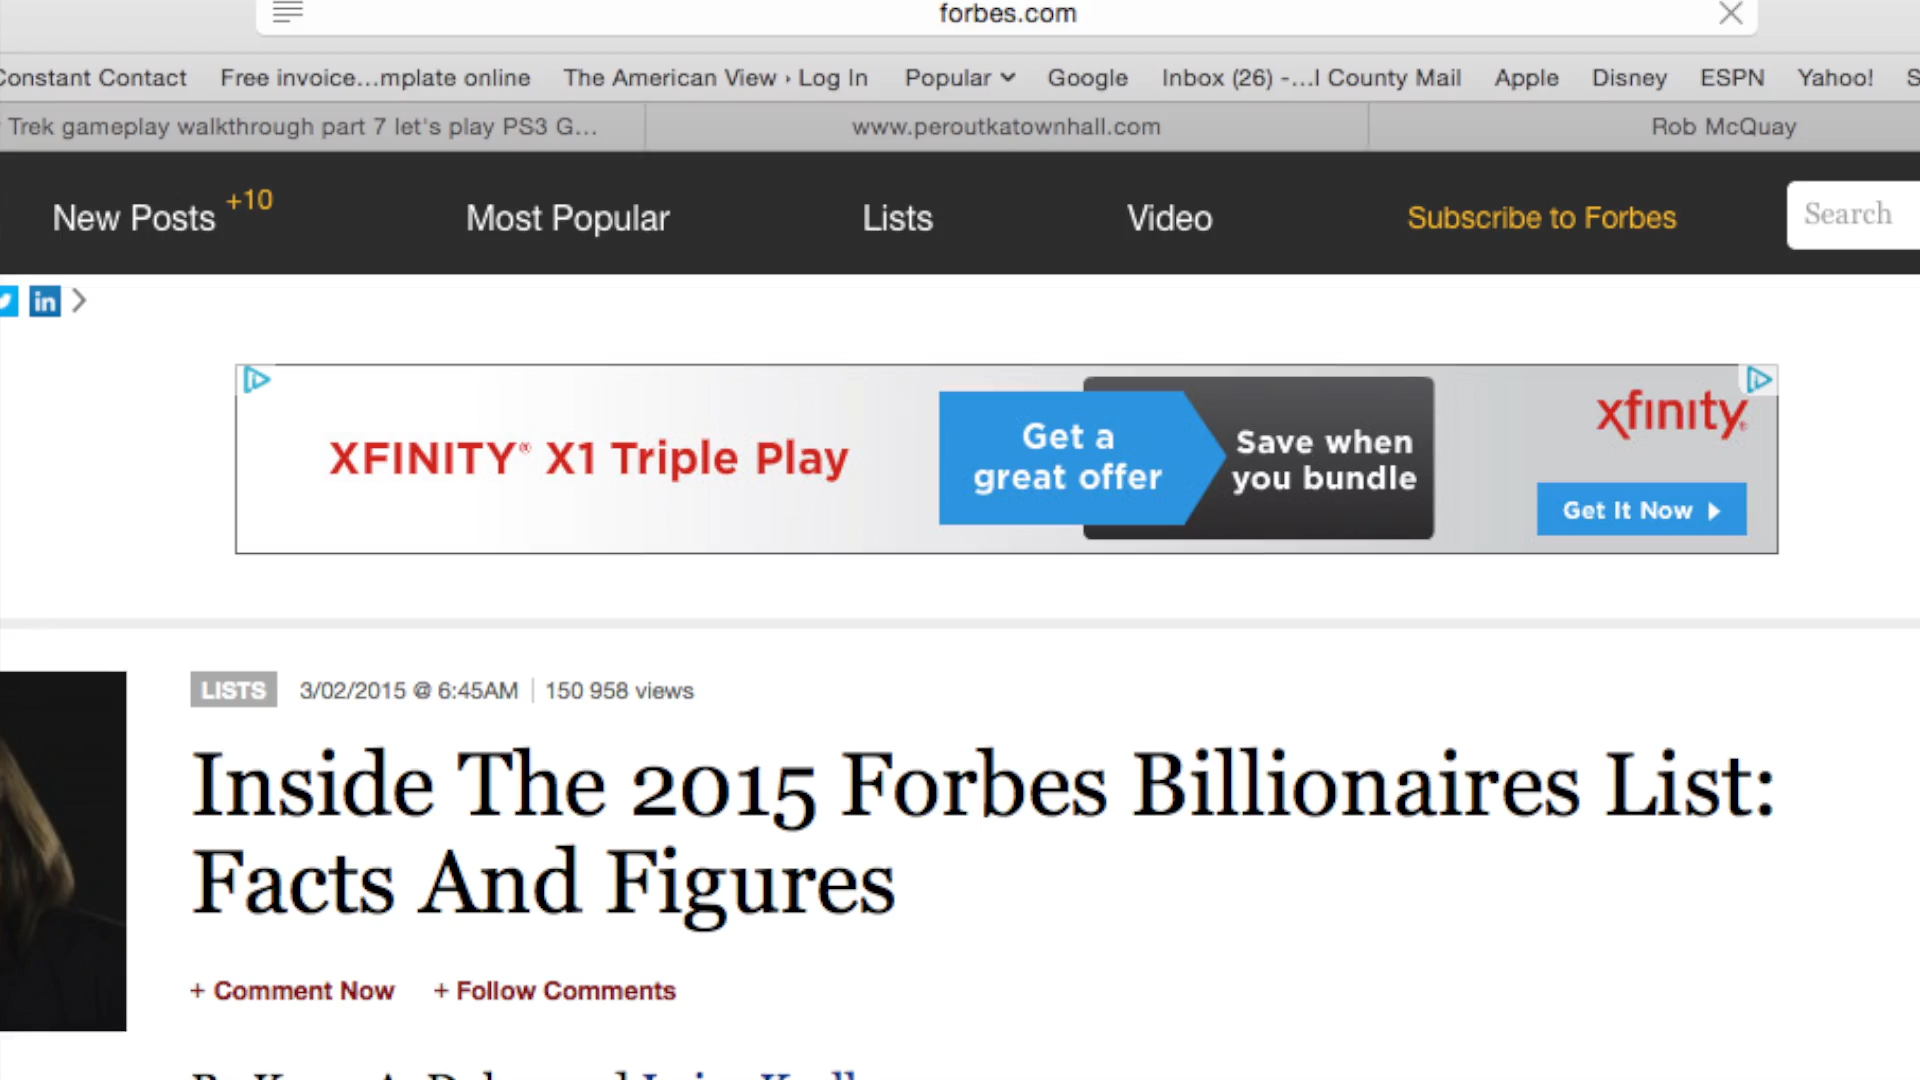 forbes.com
Constant Contact Free invoice...mplate online The American View › Log In Popular Google Inbox (26) -...l County Mail Apple Disney ESPN Yahoo!
Trek gameplay walkthrough part 7 let's play PS3 G... www.peroutkatownhall.com Rob McQuay
New Posts +10 Most Popular Lists Video Subscribe to Forbes Search
in
XFINITY® X1 Triple Play
Get a
great offer
Save when
you bundle
xfinity
Get It Now
LISTS 3/02/2015 @ 6:45AM 150 958 views
Inside The 2015 Forbes Billionaires List:
Facts And Figures
+ Comment Now + Follow Comments